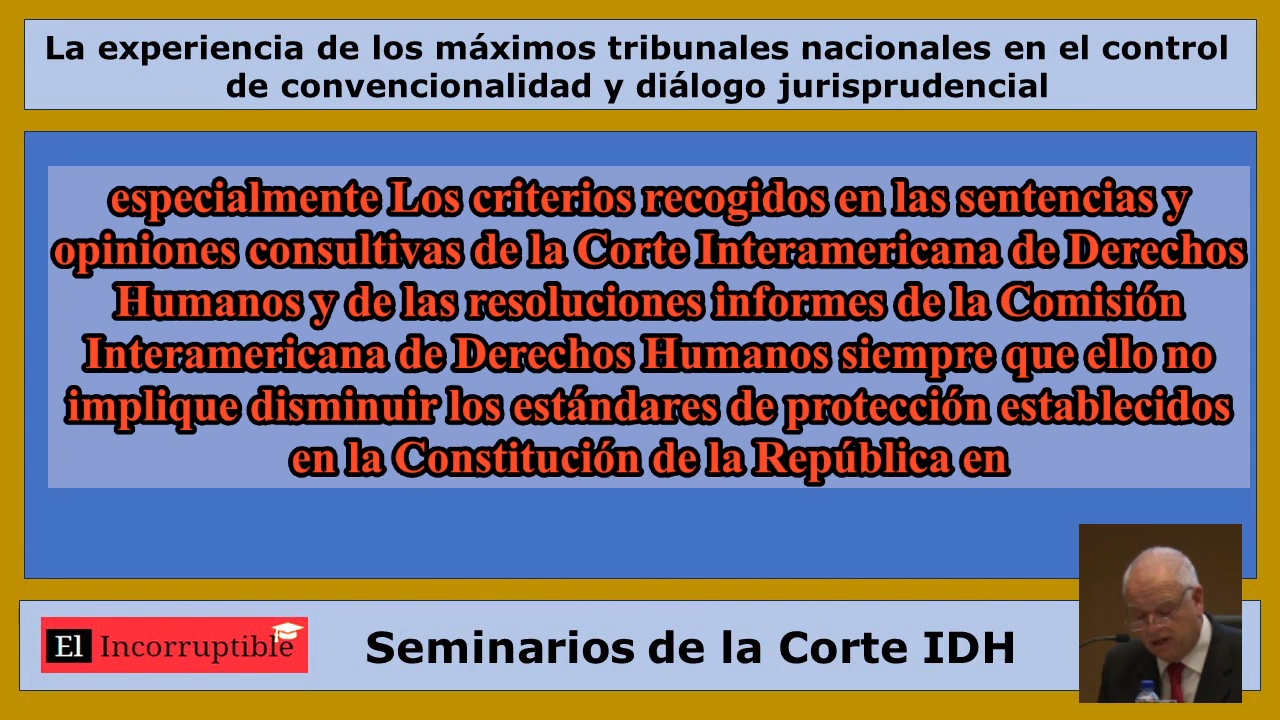 La experiencia de los máximos tribunales nacionales en el control
de convencionalidad y diálogo jurisprudencial
especialmente Los criterios recogidos en las sentencias y
opiniones consultivas de la Corte Interamericana de Derechos
Humanos y de las resoluciones informes de la Comisión
Interamericana de Derechos Humanos siempre que ello no
implique disminuir los estándares de protección establecidos
en la Constitución de la República en
El Incorruptible
Seminarios de la Corte IDH